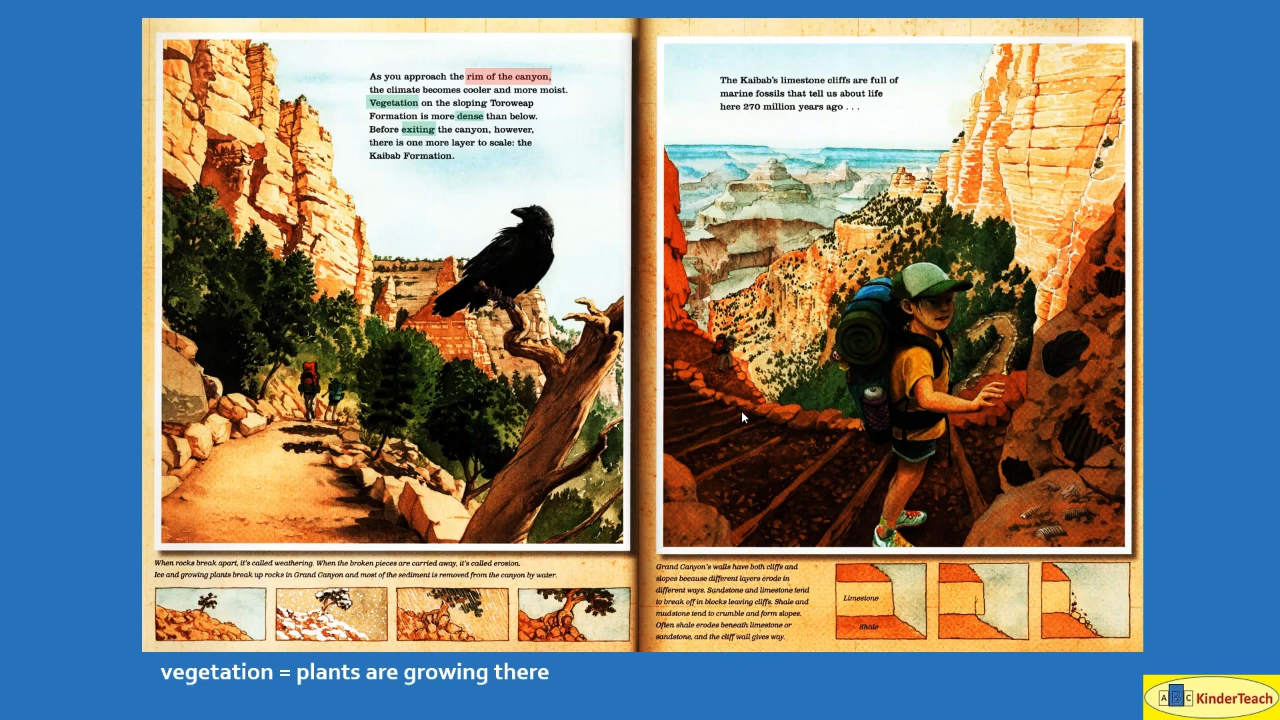 As you approach the rim of the canyon,
the climate becomes cooler and more moist.
Vegetation on the sloping Toroweap
Formation is more dense than below.
Before exiting the canyon, however,
there is one more layer to scale: the
Kaibab Formation.
The Kaibab's limestone cliffs are full of
marine fossils that tell us about life
here 270 million years ago . . .
When rocks break apart, it's called weathering. When the broken pieces are carried away, it's called erosion.
Ice and growing plants break up rocks in Grand Canyon and most of the sediment is removed from the canyon by water.
Grand Canyon's walls have both cliffs and
slopes because different layers erode in
different ways. Sandstone and limestone tend
to break off in blocks leaving cliffs. Shale and
mudstone tend to crumble and form slopes.
Often shale erodes beneath limestone or
sandstone, and the cliff wall gives way.
Limestone
Shale
vegetation = plants are growing there
A B C KinderTeach